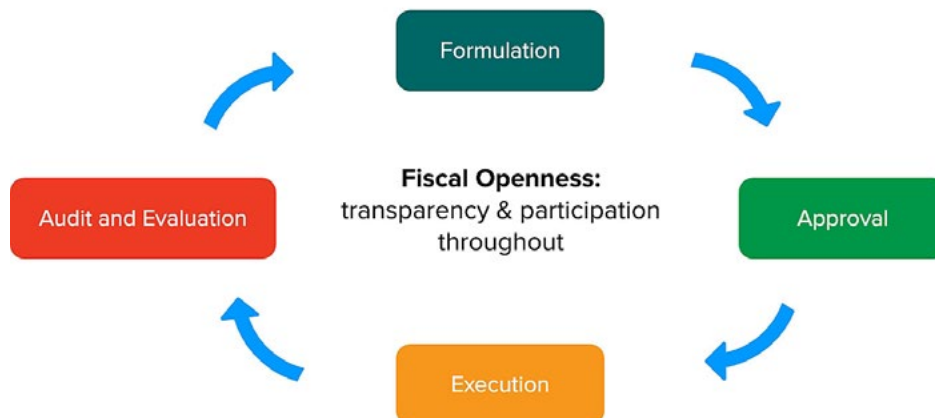 Formulation
Fiscal Openness:
transparency & participation
throughout
Audit and Evaluation
Approval
Execution